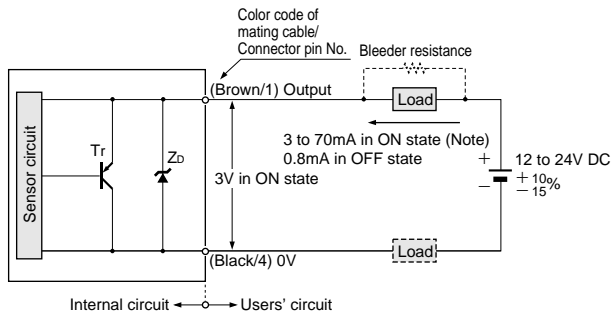 Color code of
mating cable/
Connector pin No.
Bleeder resistance
(Brown/1) Output
Load
Sensor circuit
Tr
ZD
3V in ON state
3 to 70mA in ON state (Note)
0.8mA in OFF state
+
−
12 to 24V DC
+ 10
− 15 %
(Black/4) 0V
Load
Internal circuit
Users' circuit